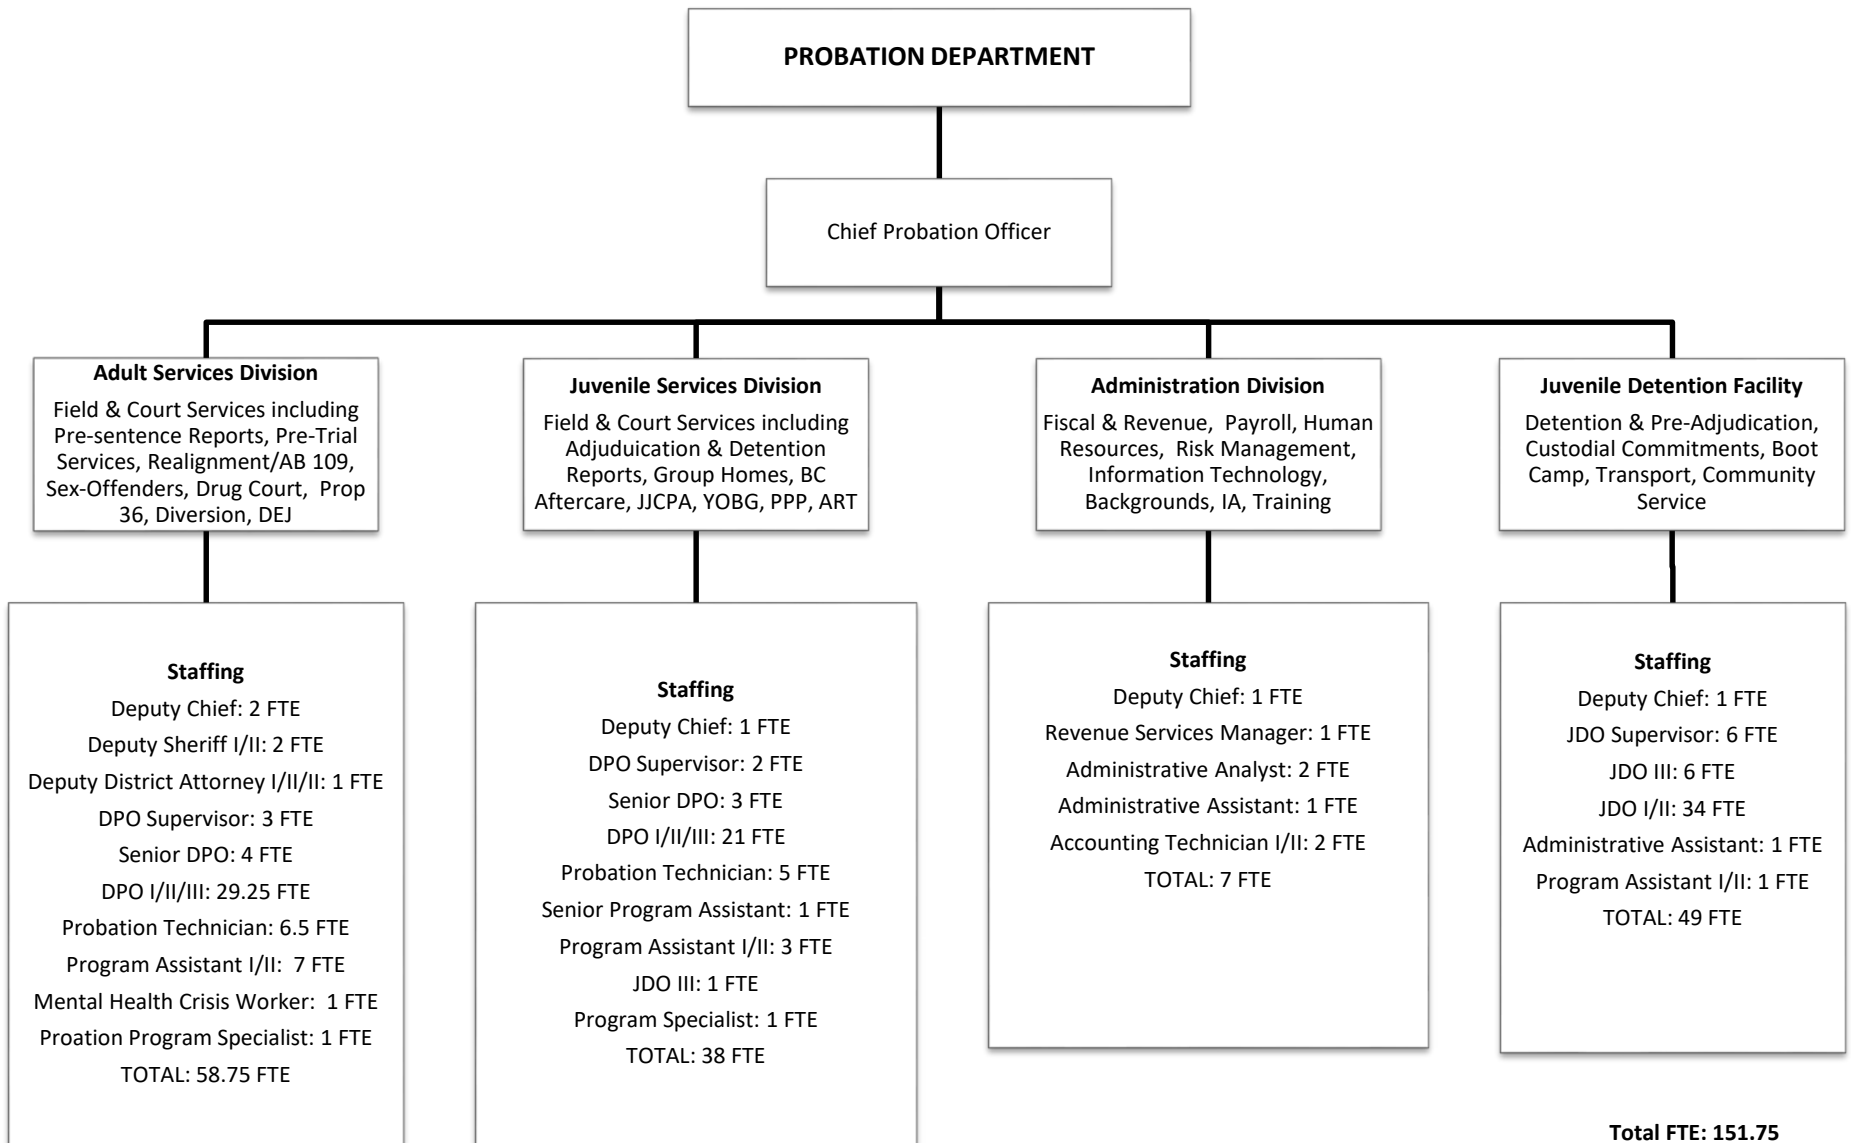 PROBATION DEPARTMENT
Chief Probation Officer
Adult Services Division
Field & Court Services including
Pre-sentence Reports, Pre-Trial
Services, Realignment/AB 109,
Sex-Offenders, Drug Court, Prop
36, Diversion, DEJ
Juvenile Services Division
Field & Court Services including
Adjuduication & Detention
Reports, Group Homes, BC
Aftercare, JJCPA, YOBG, PPP, ART
Administration Division
Fiscal & Revenue, Payroll, Human
Resources, Risk Management,
Information Technology,
Backgrounds, IA, Training
Juvenile Detention Facility
Detention & Pre-Adjudication,
Custodial Commitments, Boot
Camp, Transport, Community
Service
Staffing
Deputy Chief: 2 FTE
Deputy Sheriff I/II: 2 FTE
Deputy District Attorney I/II/II: 1 FTE
DPO Supervisor: 3 FTE
Senior DPO: 4 FTE
DPO I/II/III: 29.25 FTE
Probation Technician: 6.5 FTE
Program Assistant I/II: 7 FTE
Mental Health Crisis Worker: 1 FTE
Proation Program Specialist: 1 FTE
TOTAL: 58.75 FTE
Staffing
Deputy Chief: 1 FTE
DPO Supervisor: 2 FTE
Senior DPO: 3 FTE
DPO I/II/III: 21 FTE
Probation Technician: 5 FTE
Senior Program Assistant: 1 FTE
Program Assistant I/II: 3 FTE
JDO III: 1 FTE
Program Specialist: 1 FTE
TOTAL: 38 FTE
Staffing
Deputy Chief: 1 FTE
Revenue Services Manager: 1 FTE
Administrative Analyst: 2 FTE
Administrative Assistant: 1 FTE
Accounting Technician I/II: 2 FTE
TOTAL: 7 FTE
Staffing
Deputy Chief: 1 FTE
JDO Supervisor: 6 FTE
JDO III: 6 FTE
JDO I/II: 34 FTE
Administrative Assistant: 1 FTE
Program Assistant I/II: 1 FTE
TOTAL: 49 FTE
Total FTE: 151.75